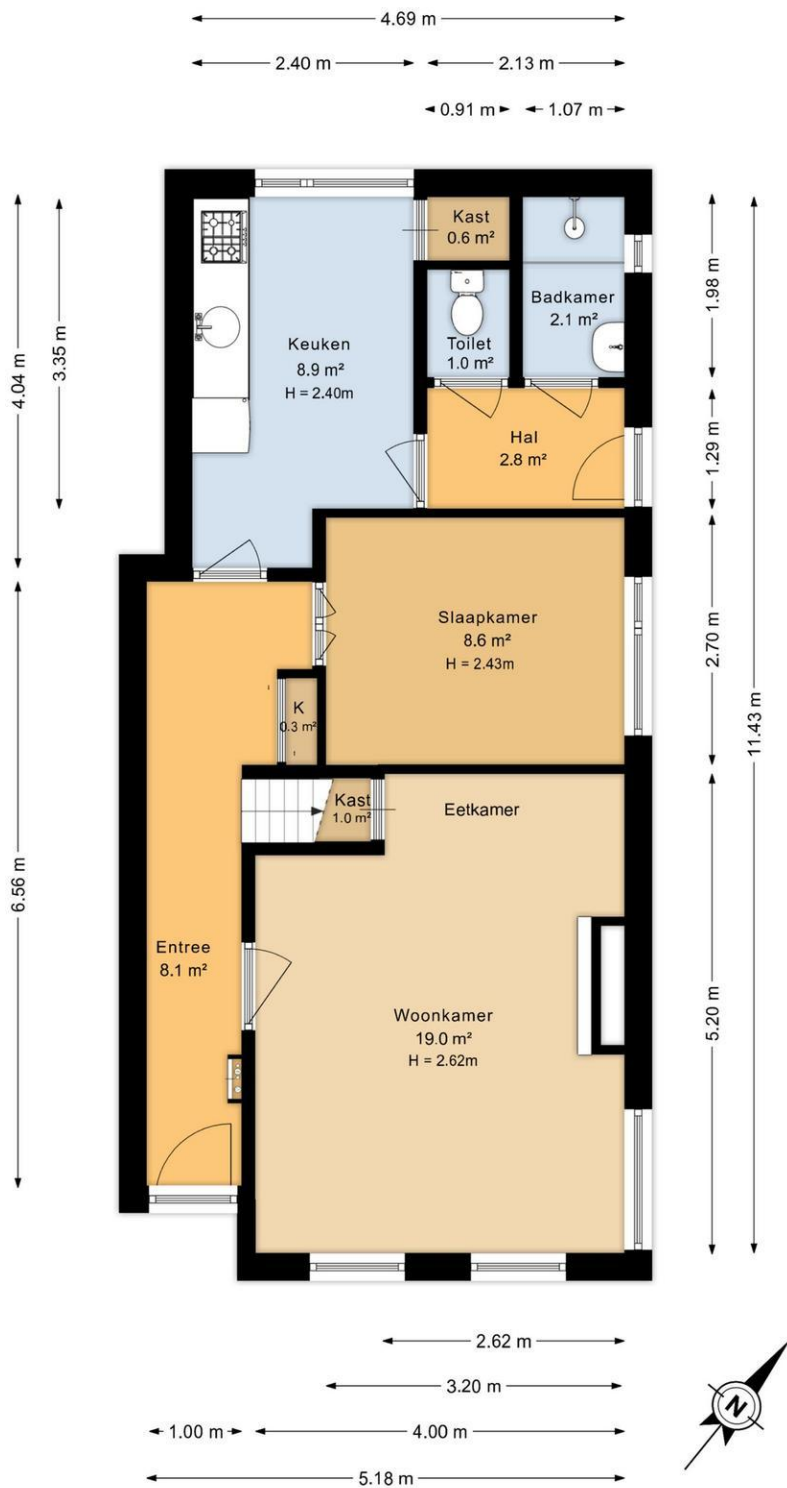 4.69 m
2.40 m
2.13 m
0.91 m
1.07 m
Kast
0.6 m²
Badkamer
2.1 m²
Toilet
1.0 m²
Keuken
8.9 m²
H = 2.40m
Hal
2.8 m²
4.04 m
3.35 m
1.98 m
1.29 m
Slaapkamer
8.6 m²
H = 2.43m
2.70 m
11.43 m
K
0.3 m²
Kast
1.0 m²
Eetkamer
6.56 m
Entree
8.1 m²
Woonkamer
19.0 m²
H = 2.62m
5.20 m
2.62 m
3.20 m
1.00 m
4.00 m
5.18 m
N